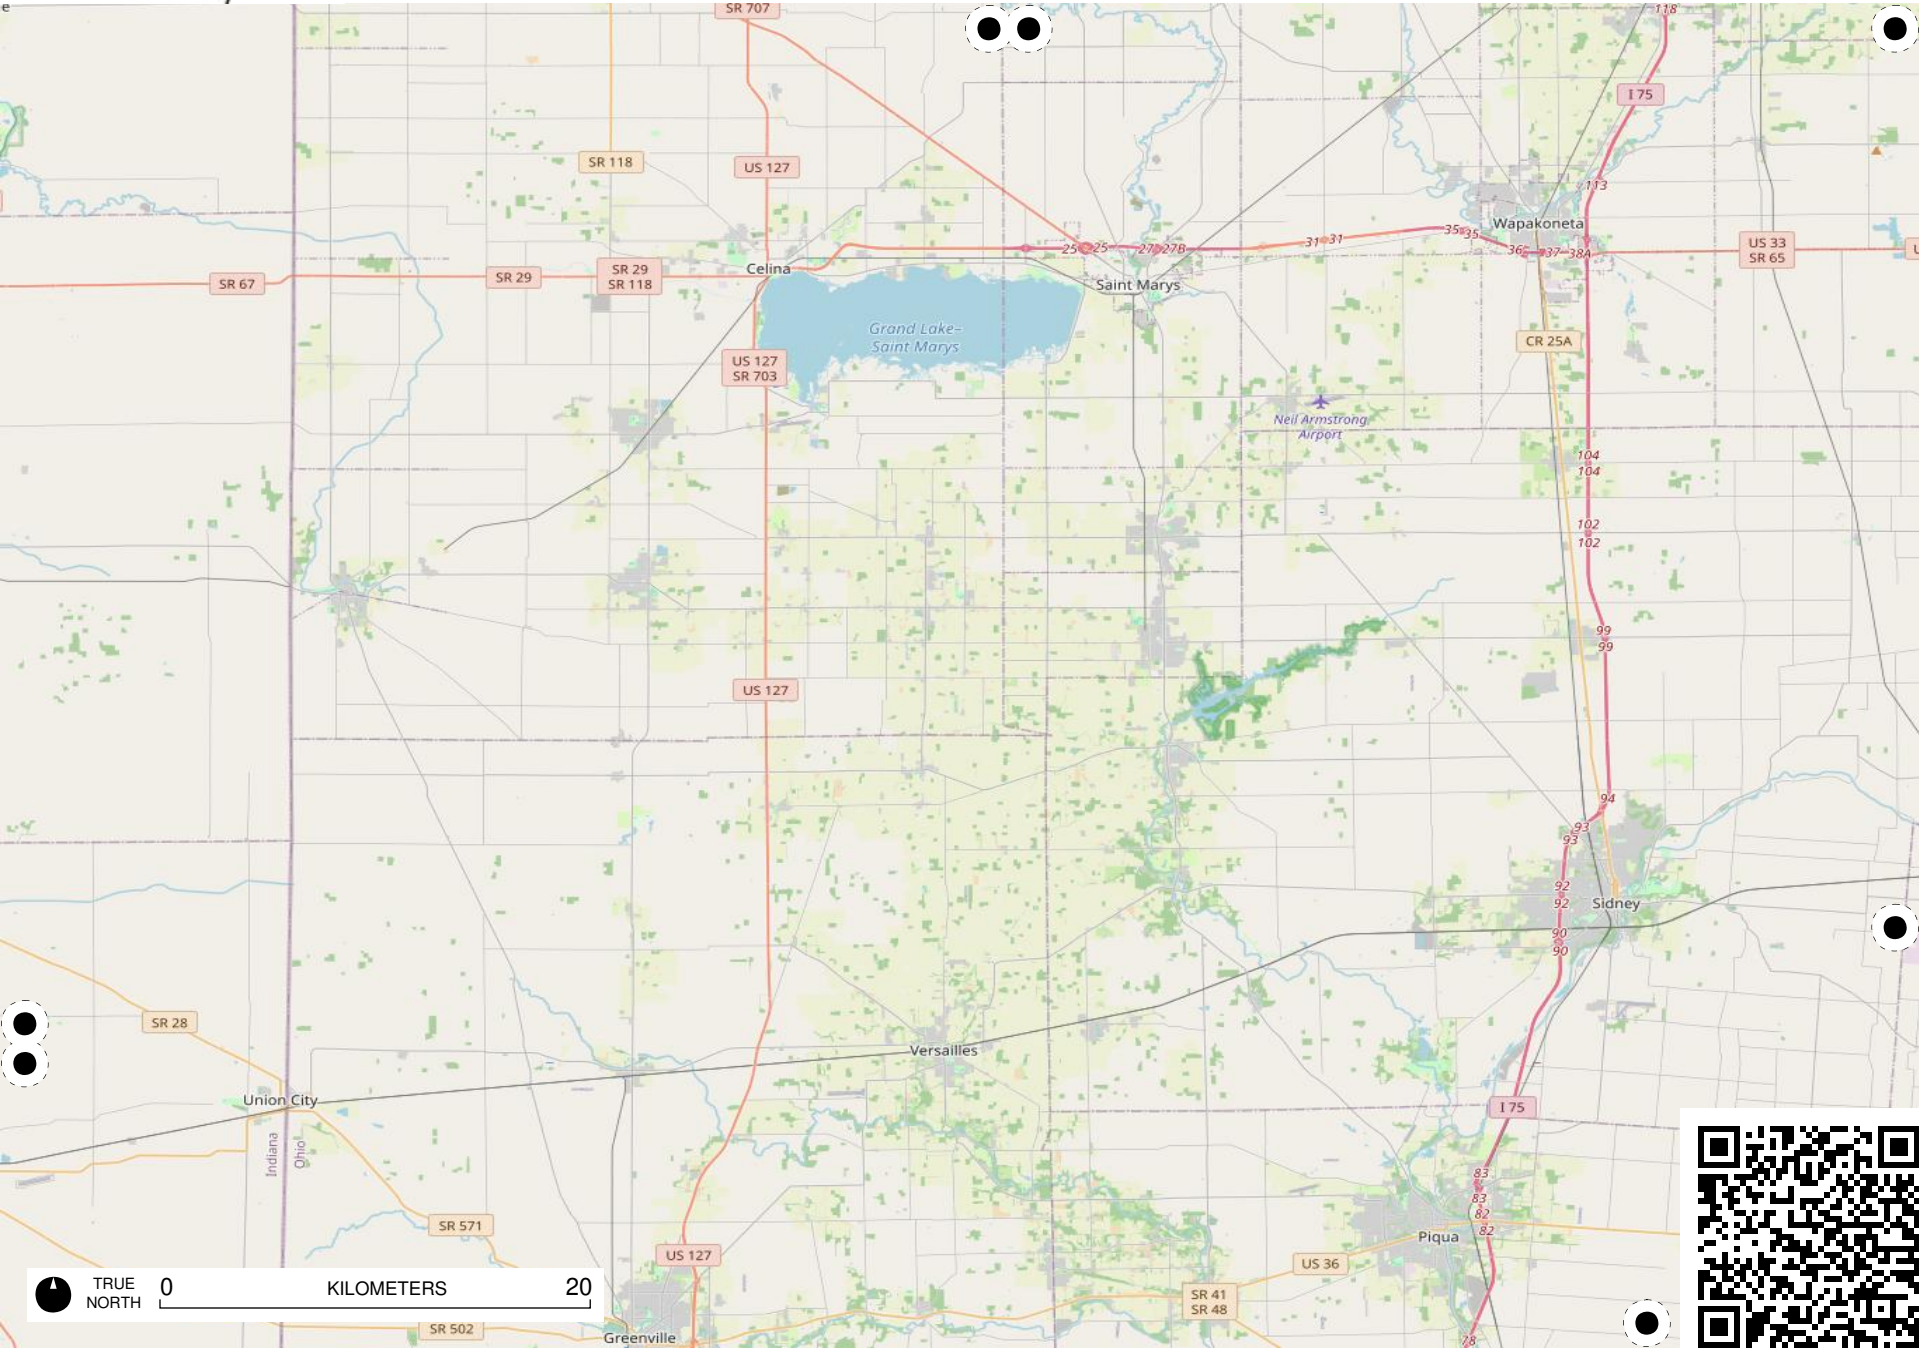 SR 707
118
I 75
SR 118
US 127
113
Wapakoneta
25
25
27
27B
31
31
35
35
36
37
38A
US 33
SR 65
Celina
SR 67
SR 29
SR 29
SR 118
Saint Marys
Grand Lake–
Saint Marys
CR 25A
US 127
SR 703
Neil Armstrong
Airport
104
104
102
102
99
99
US 127
94
93
93
92
92
Sidney
90
90
SR 28
Versailles
Union City
I 75
Indiana
Ohio
83
83
82
82
SR 571
Piqua
US 127
US 36
TRUE
NORTH
0
KILOMETERS
20
SR 41
SR 48
SR 502
Greenville
78